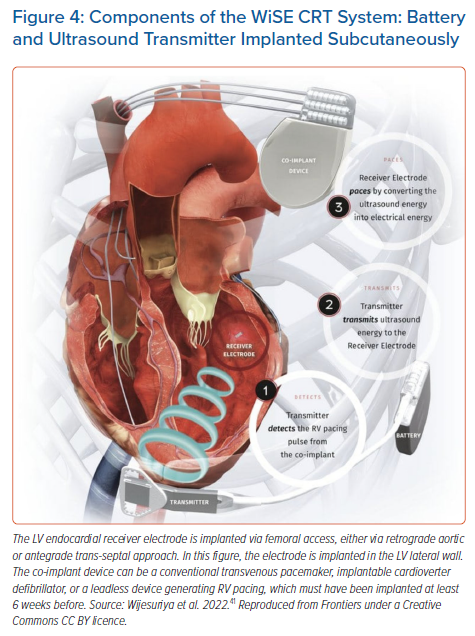 Figure 4: Components of the WiSE CRT System: Battery
and Ultrasound Transmitter Implanted Subcutaneously
CO-IMPLANT
DEVICE
PACES
Receiver Electrode
paces by converting the
ultrasound energy
into electrical energy
3
TRANSMITS
2
Transmitter
transmits ultrasound
energy to the
Receiver Electrode
RECEIVER
ELECTRODE
1
DETECTS
Transmitter
detects the RV pacing
pulse from
the co-implant
BATTERY
TRANSMITTER
The LV endocardial receiver electrode is implanted via femoral access, either via retrograde aortic
or antegrade trans-septal approach. In this figure, the electrode is implanted in the LV lateral wall.
The co-implant device can be a conventional transvenous pacemaker, implantable cardioverter
defibrillator, or a leadless device generating RV pacing, which must have been implanted at least
6 weeks before. Source: Wijesuriya et al. 2022.41 Reproduced from Frontiers under a Creative
Commons CC BY licence.